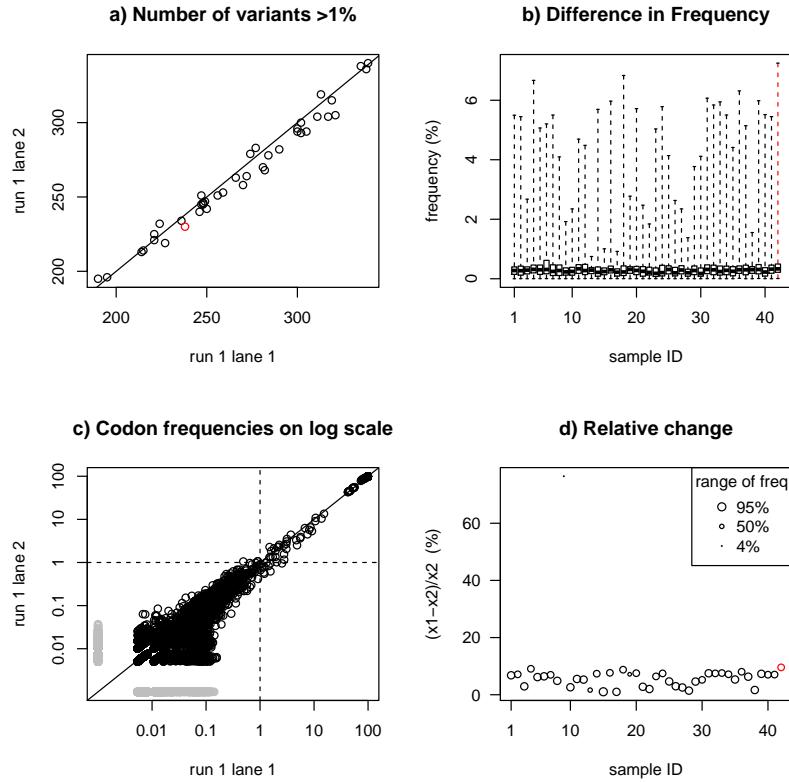 a) Number of variants >1%
run 1 lane 2
200
250
300
200
250
300
run 1 lane 1
b) Difference in Frequency
frequency (%)
0
2
4
6
1
10
20
30
40
sample ID
c) Codon frequencies on log scale
run 1 lane 2
0.01
0.1
1
10
100
0.01
0.1
1
10
100
run 1 lane 1
d) Relative change
(x1−x2)/x2 (%)
0
20
40
60
range of freq
95%
50%
4%
1
10
20
30
40
sample ID